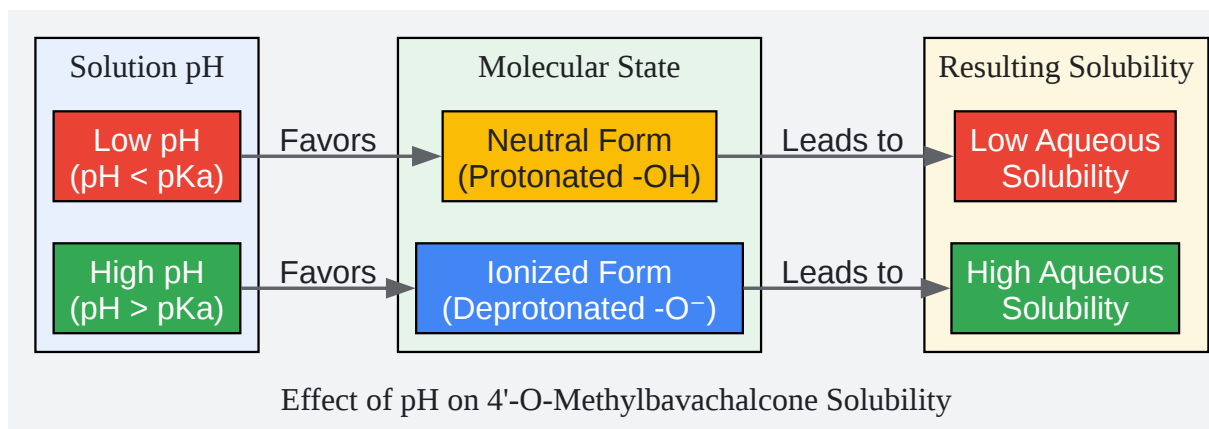 Solution pH
Molecular State
Resulting Solubility
Low pH
(pH < pKa)
Favors
Neutral Form
(Protonated -OH)
Leads to
Low Aqueous
Solubility
High pH
(pH > pKa)
Favors
Ionized Form
(Deprotonated -O⁻)
Leads to
High Aqueous
Solubility
Effect of pH on 4'-O-Methylbavachalcone Solubility